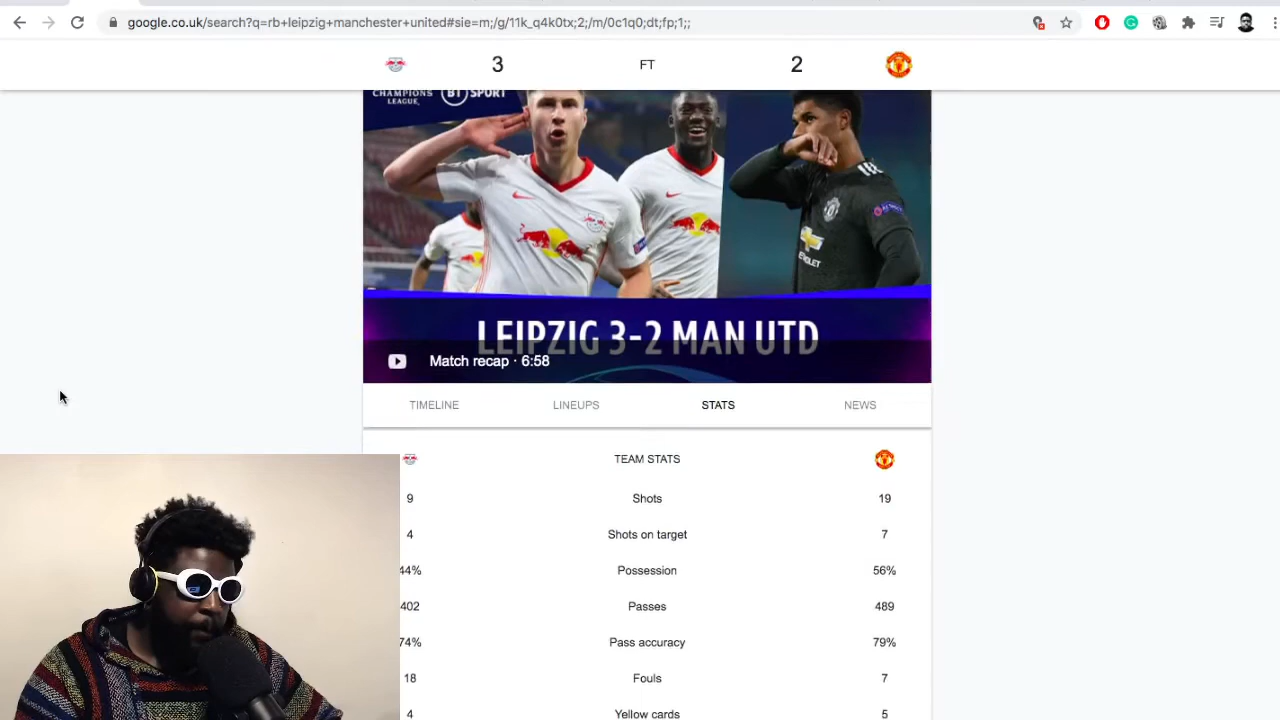 google.co.uk/search?q=rb+leipzig+manchester+united#sie=m;/g/11k_q4k0tx;2;/m/0c1q0;dt;fp;1;;
3 FT 2
CHAMPIONS
LEAGUE
BT SPORT
CHEVROLET
LEIPZIG 3-2 MAN UTD
Match recap · 6:58
TIMELINE LINEUPS STATS NEWS
TEAM STATS
9 Shots 19
4 Shots on target 7
44% Possession 56%
402 Passes 489
74% Pass accuracy 79%
18 Fouls 7
4 Yellow cards 5